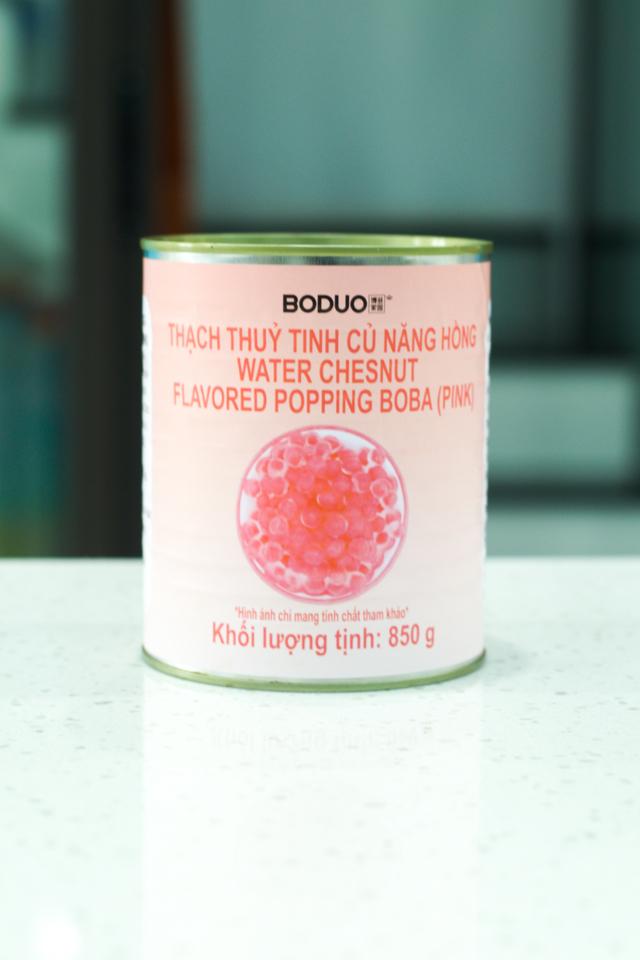 BODUO
THẠCH THUỶ TINH CỦ NĂNG HỒNG
WATER CHESNUT
FLAVORED POPPING BOBA (PINK)
"Hình ảnh chỉ mang tính chất tham khảo"
Khối lượng tịnh: 850 g